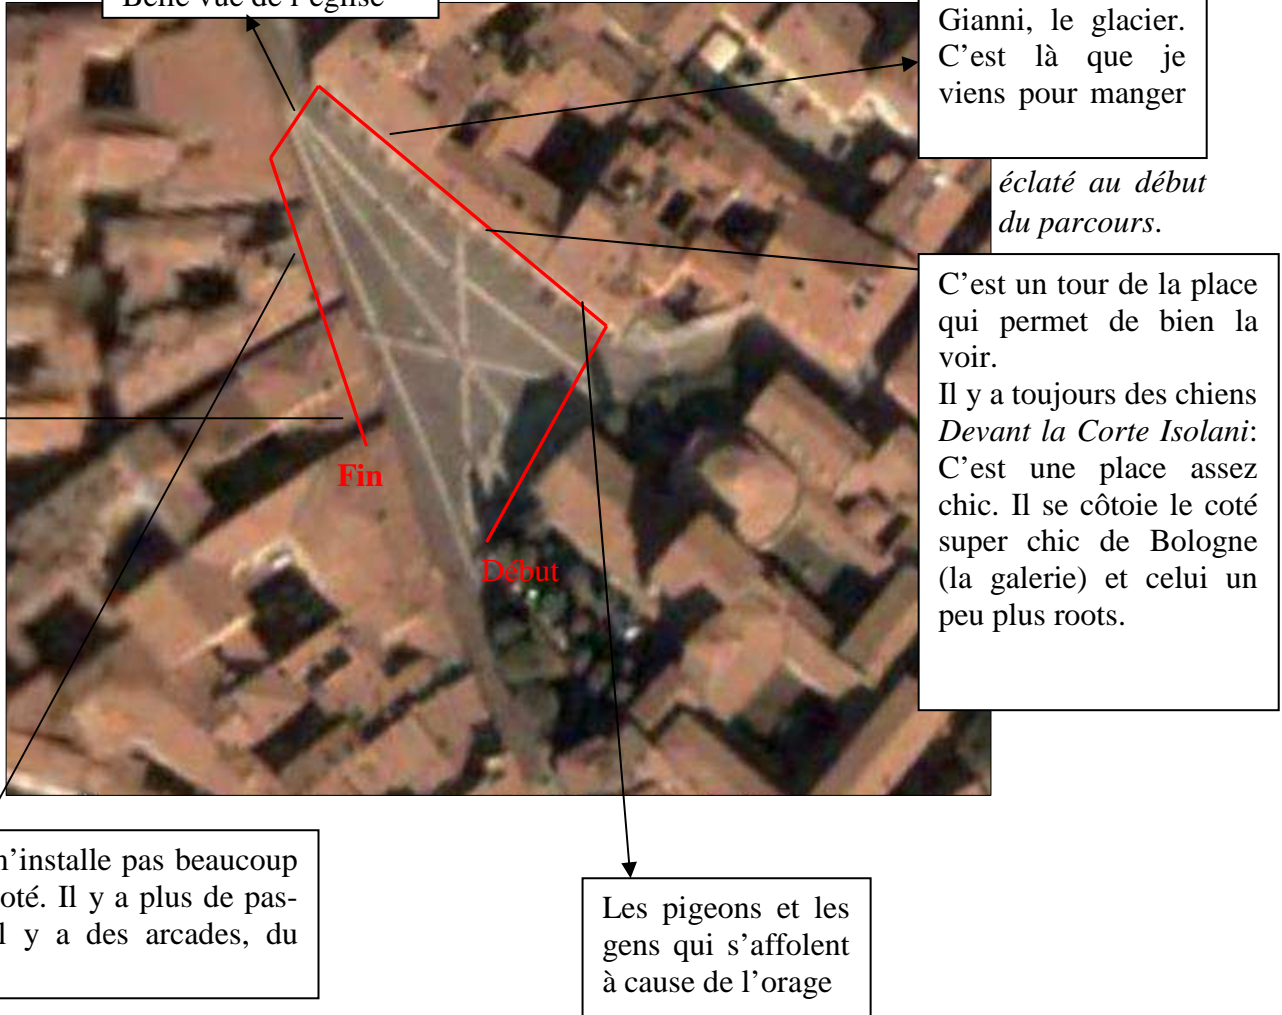 Belle vue de l'église
Gianni, le glacier.
C'est là que je
viens pour manger
éclaté au début
du parcours.
C'est un tour de la place
qui permet de bien la
voir.
Il y a toujours des chiens
Devant la Corte Isolani:
C'est une place assez
chic. Il se côtoie le coté
super chic de Bologne
(la galerie) et celui un
peu plus roots.
Fin
Début
n'installe pas beaucoup
oté. Il y a plus de pas-
l y a des arcades, du
Les pigeons et les
gens qui s'affolent
à cause de l'orage